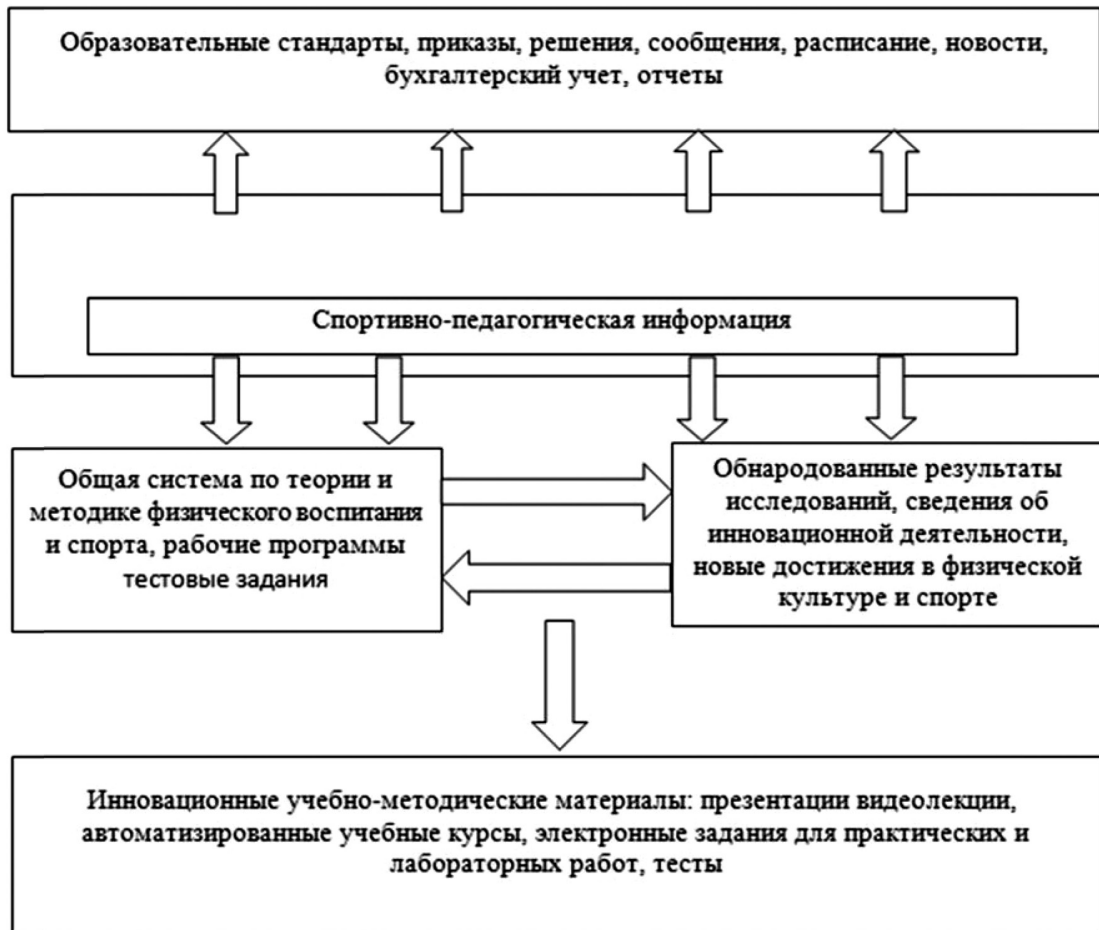 Образовательные стандарты, приказы, решения, сообщения, расписание, новости,
бухгалтерский учет, отчеты
Спортивно-педагогическая информация
Общая система по теории и
методике физического воспитания
и спорта, рабочие программы
тестовые задания
Обнародованные результаты
исследований, сведения об
инновационной деятельности,
новые достижения в физической
культуре и спорте
Инновационные учебно-методические материалы: презентации видеолекции,
автоматизированные учебные курсы, электронные задания для практических и
лабораторных работ, тесты